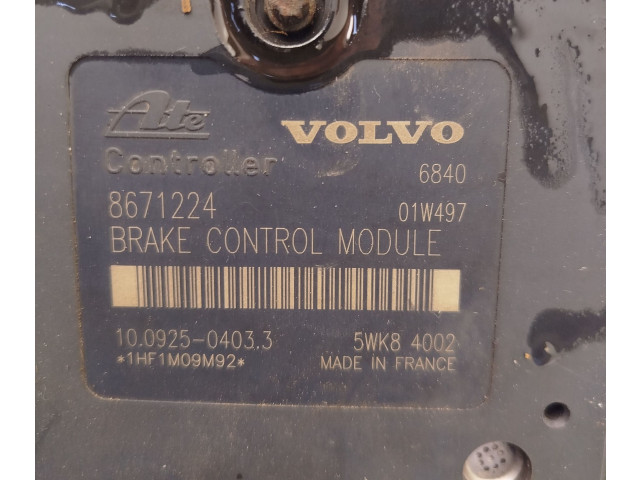 Ate VOLVO
Controller 6840
8671224 01W497
BRAKE CONTROL MODULE
10.0925-0403.3 5WK8 4002
*1HF1M09M92* MADE IN FRANCE